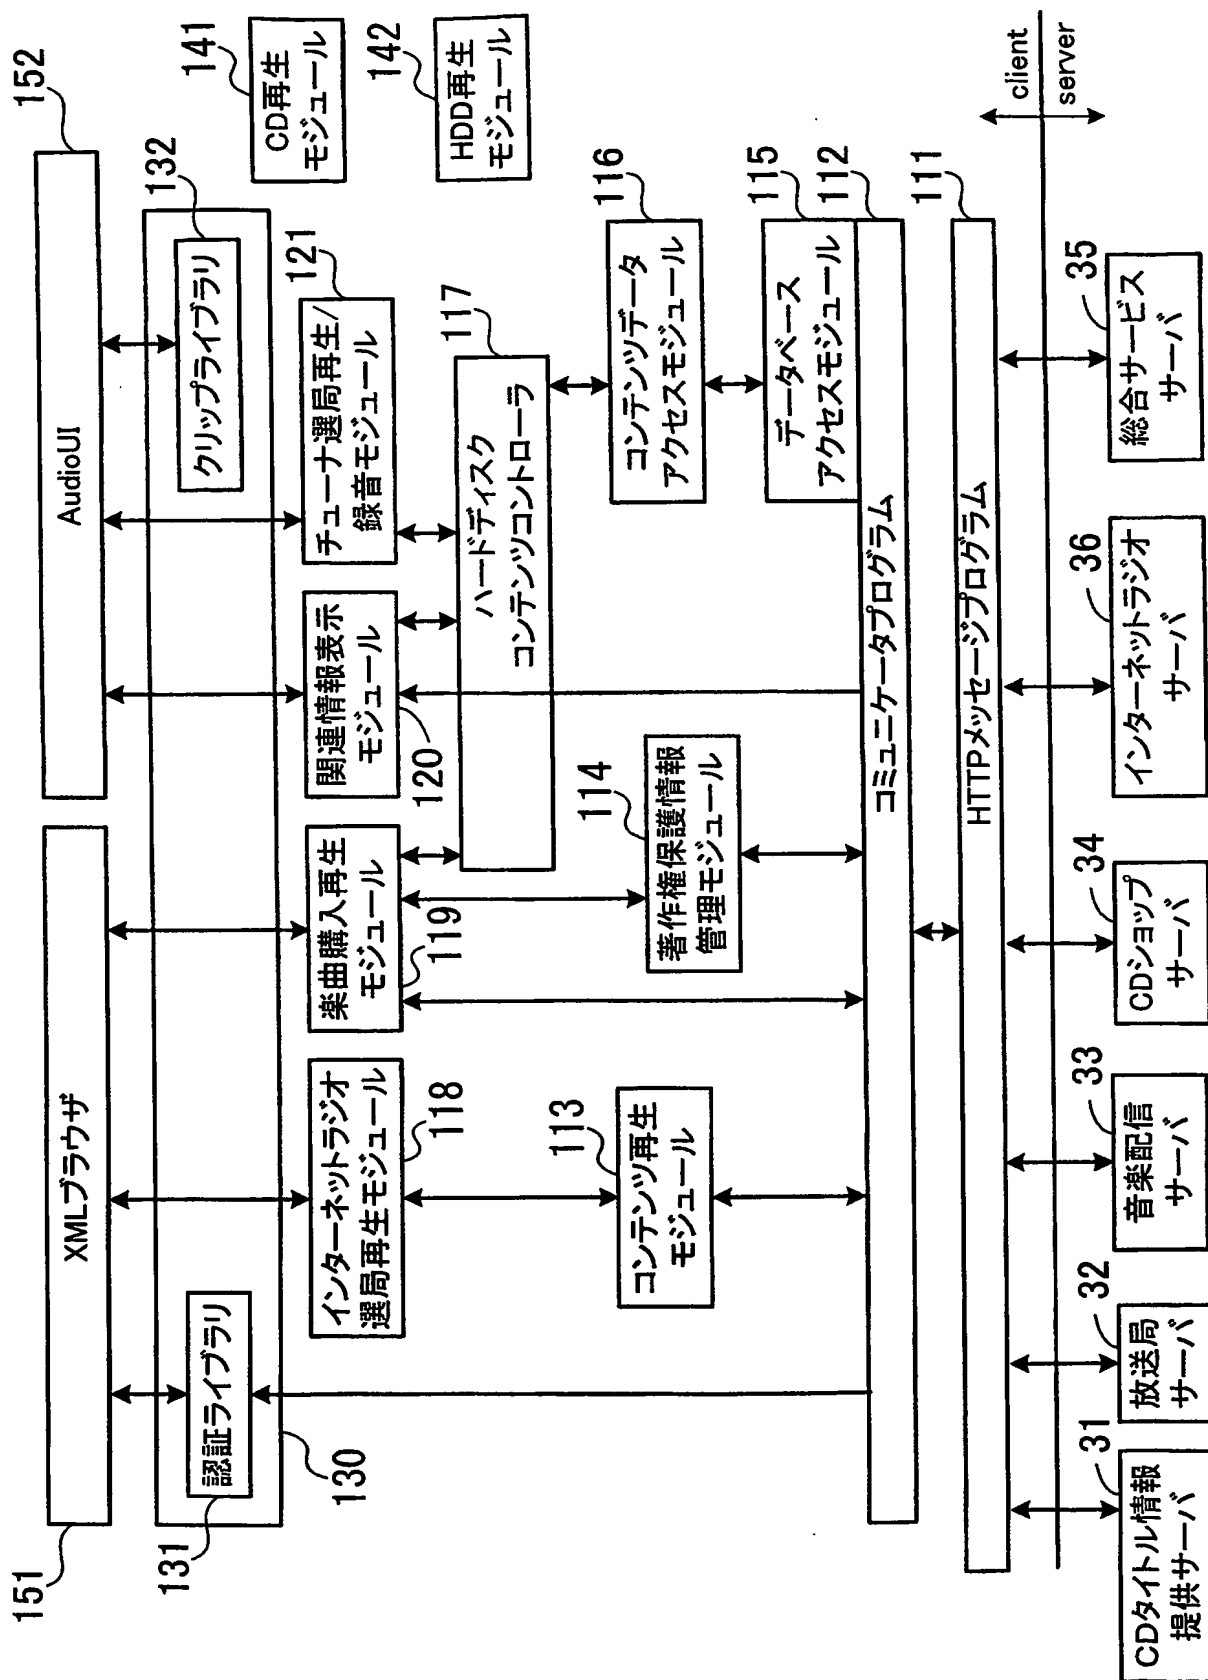 151
XMLブラウザ
AudioUI
152
131
認証ライブラリ
130
クリップライブラリ
132
CD再生
モジュール
141
HDD再生
モジュール
142
インターネットラジオ
選局再生モジュール
118
楽曲購入再生
モジュール
119
関連情報表示
モジュール
120
チューナ選局再生/
録音モジュール
121
ハードディスク
コンテンツコントローラ
117
コンテンツ再生
モジュール
113
著作権保護情報
管理モジュール
114
コンテンツデータ
アクセスモジュール
116
データベース
アクセスモジュール
115
コミュニケータプログラム
112
HTTPメッセージプログラム
111
client
server
CDタイトル情報
提供サーバ
31
放送局
サーバ
32
音楽配信
サーバ
33
CDショップ
サーバ
34
インターネットラジオ
サーバ
36
総合サービス
サーバ
35